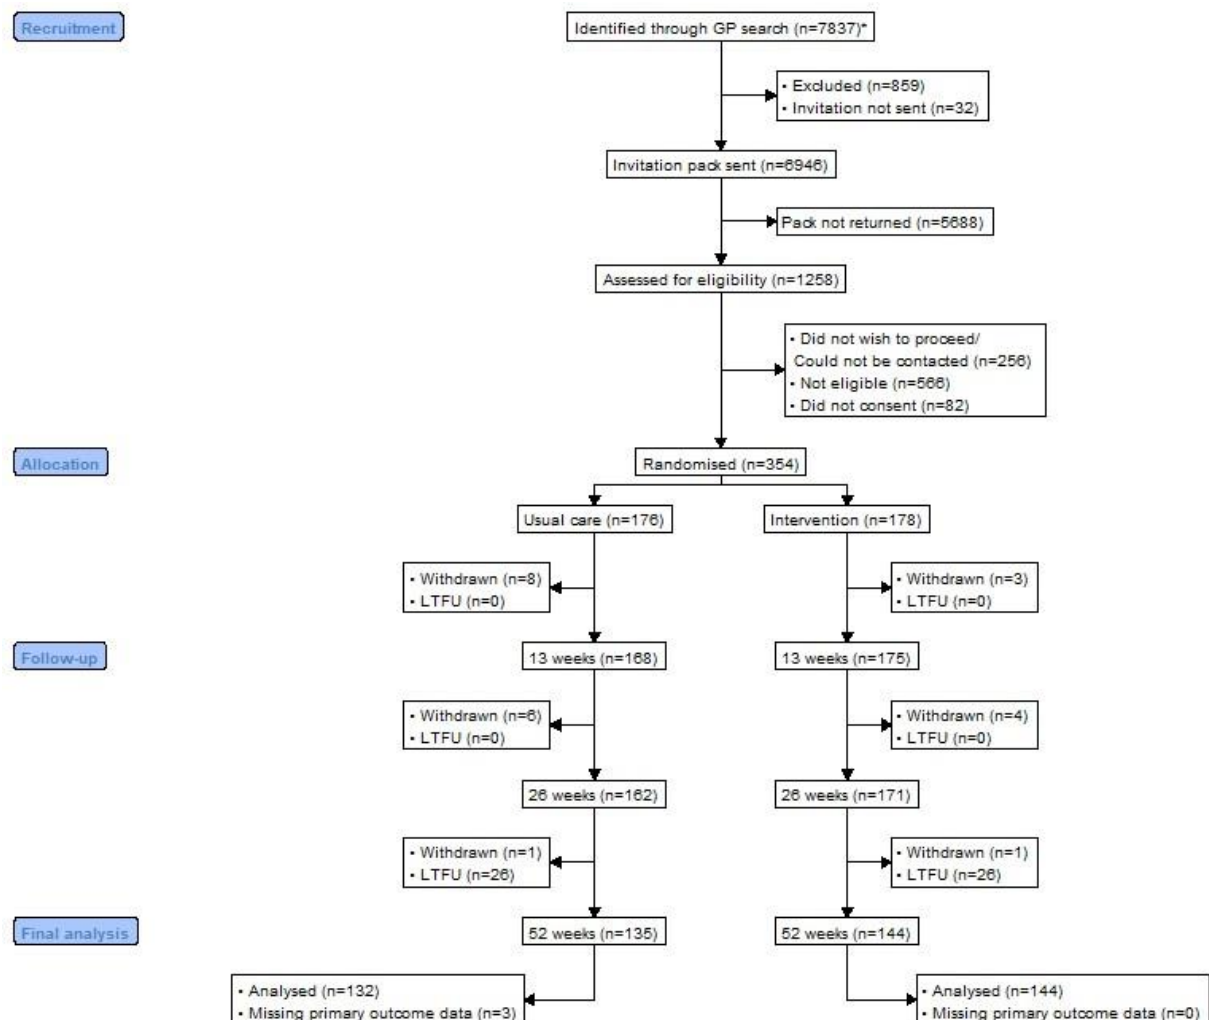 Recruitment
Identified through GP search (n=7837)*
• Excluded (n=859)
• Invitation not sent (n=32)
Invitation pack sent (n=6946)
Pack not returned (n=5688)
Assessed for eligibility (n=1258)
• Did not wish to proceed/
Could not be contacted (n=256)
• Not eligible (n=566)
• Did not consent (n=82)
Allocation
Randomised (n=354)
Usual care (n=176)
Intervention (n=178)
• Withdrawn (n=8)
• LTFU (n=0)
• Withdrawn (n=3)
• LTFU (n=0)
Follow-up
13 weeks (n=168)
13 weeks (n=175)
• Withdrawn (n=6)
• LTFU (n=0)
• Withdrawn (n=4)
• LTFU (n=0)
26 weeks (n=162)
26 weeks (n=171)
• Withdrawn (n=1)
• LTFU (n=26)
• Withdrawn (n=1)
• LTFU (n=26)
Final analysis
52 weeks (n=135)
52 weeks (n=144)
• Analysed (n=132)
• Missing primary outcome data (n=3)
• Analysed (n=144)
• Missing primary outcome data (n=0)